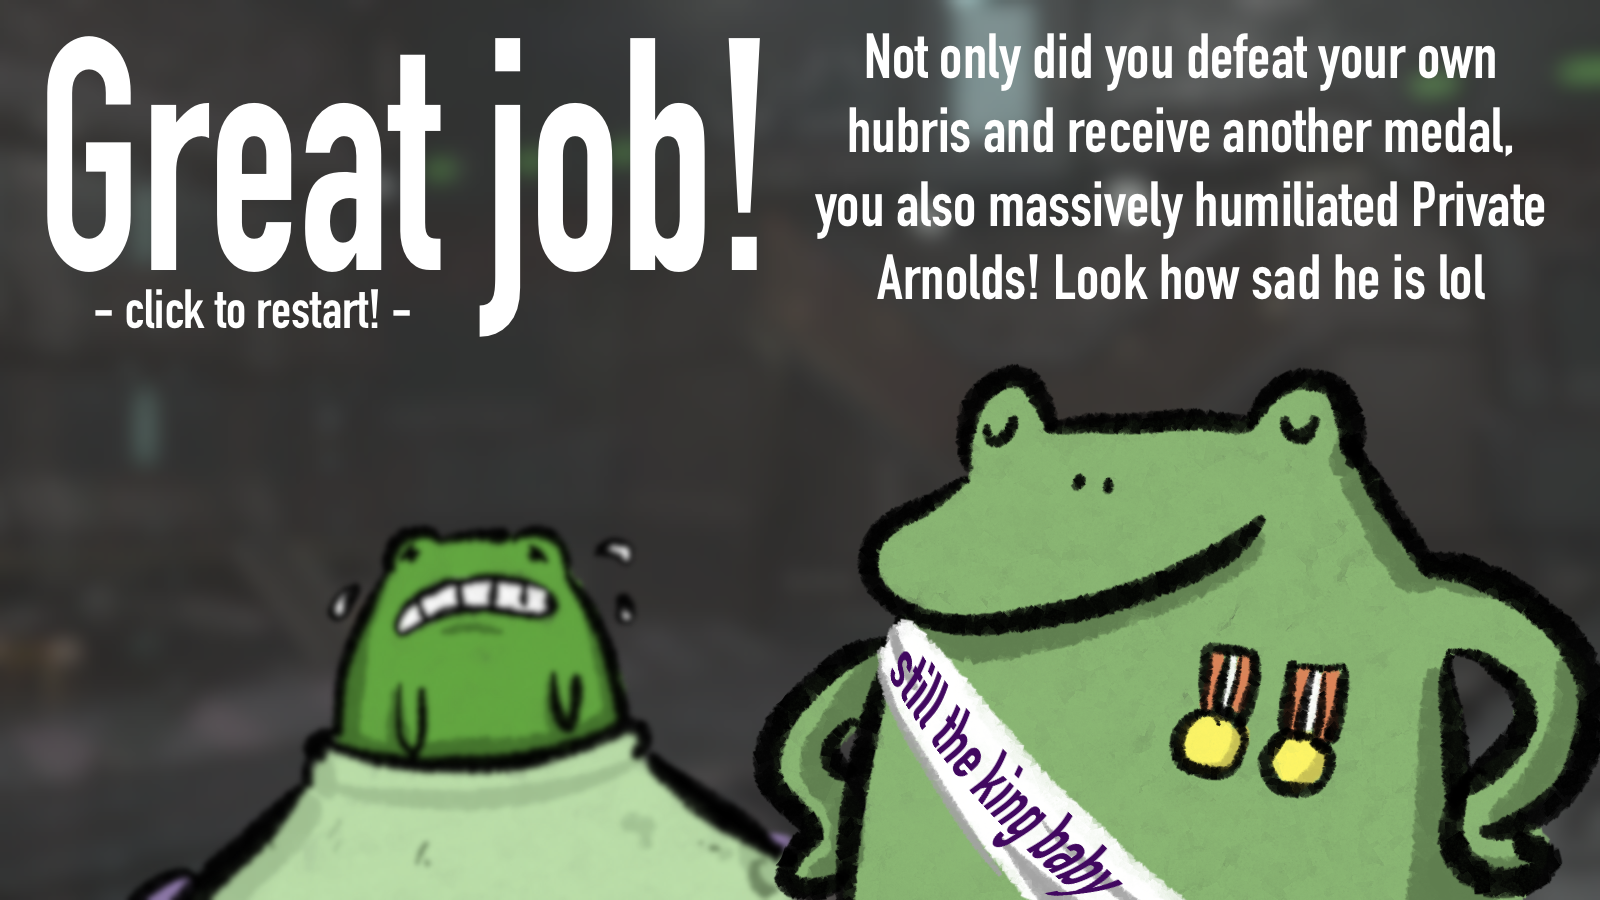 Great job!
– click to restart! –
Not only did you defeat your own
hubris and receive another medal,
you also massively humiliated Private
Arnolds! Look how sad he is lol
still the king baby